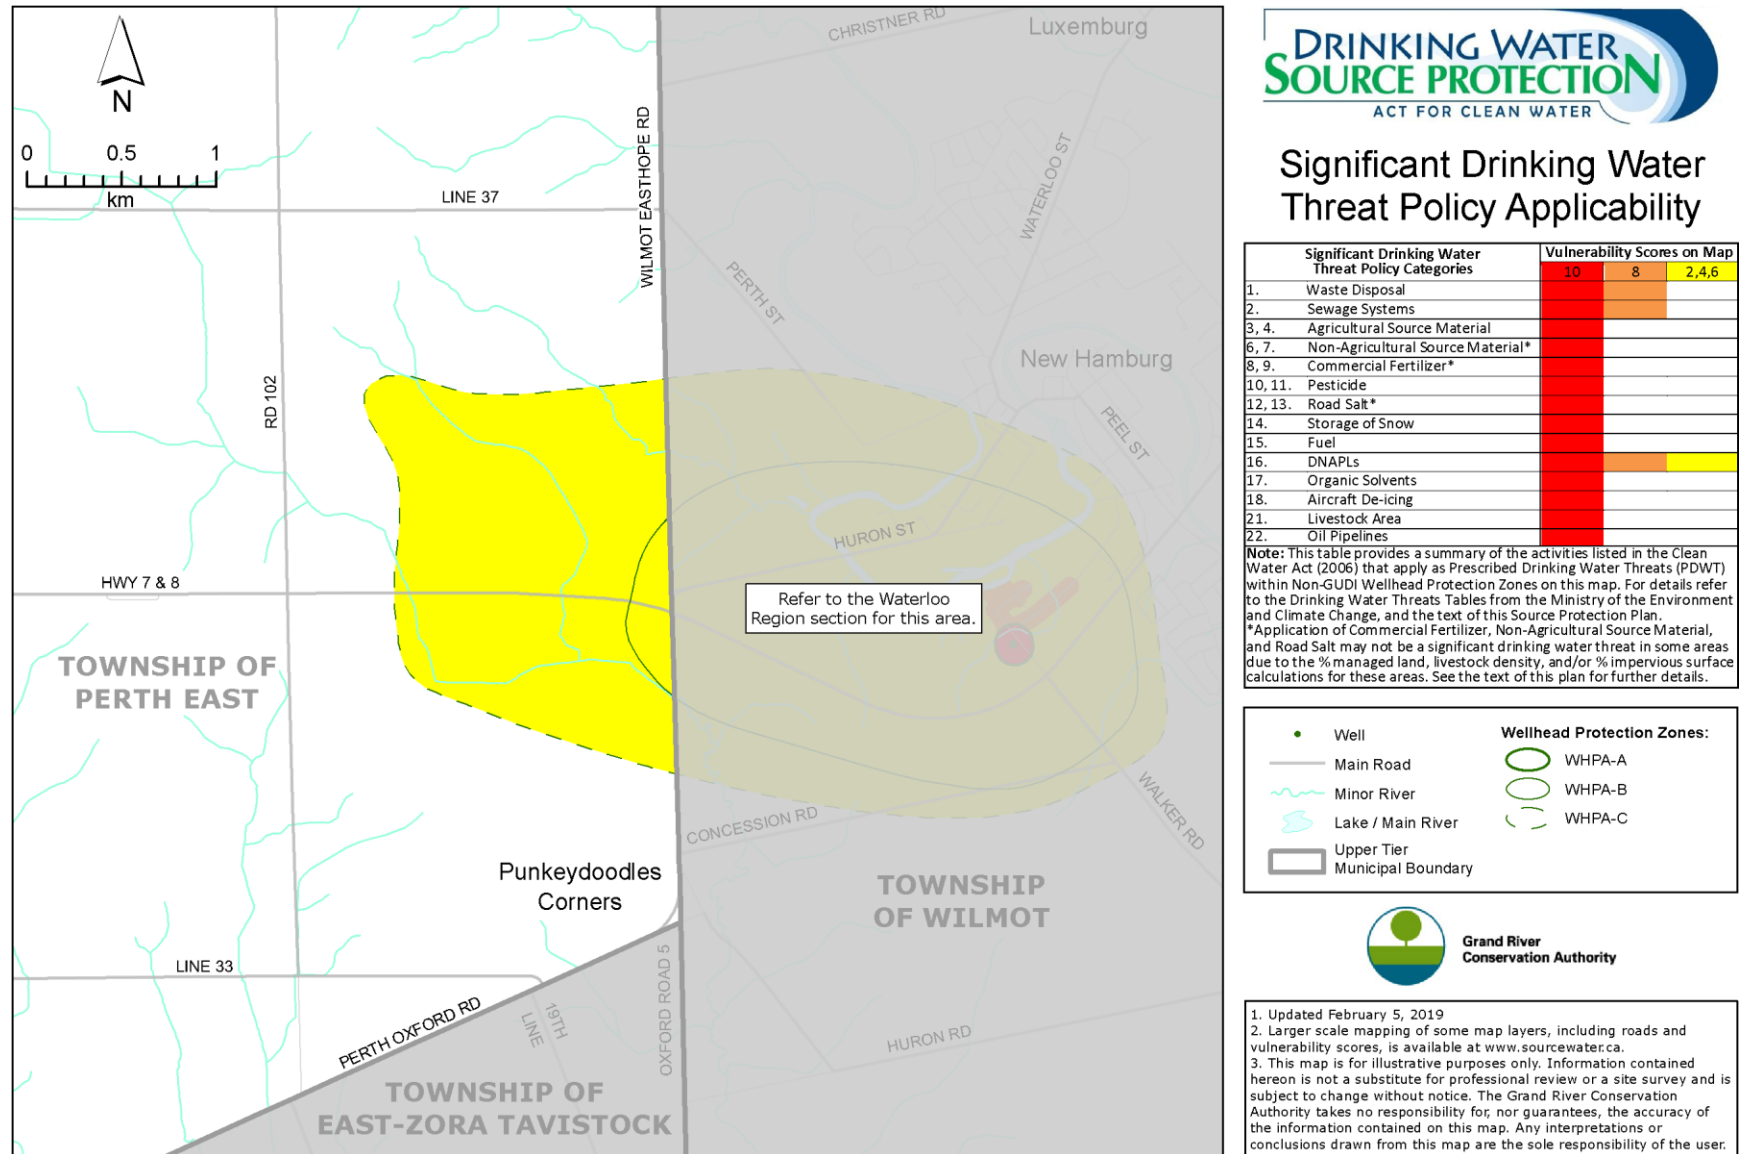 N
0 0.5 1
km
CHRISTNER RD
Luxemburg
WILMOT EASTHOPE RD
LINE 37
WATERLOO ST
PERTH ST
New Hamburg
RD 102
PEEL ST
HURON ST
HWY 7 & 8
Refer to the Waterloo
Region section for this area.
TOWNSHIP OF
PERTH EAST
WALKER RD
CONCESSION RD
Punkeydoodles
Corners
TOWNSHIP
OF WILMOT
LINE 33
PERTH OXFORD RD
19TH
LINE
OXFORD ROAD 5
HURON RD
TOWNSHIP OF
EAST-ZORA TAVISTOCK
DRINKING WATER
SOURCE PROTECTION
ACT FOR CLEAN WATER
Significant Drinking Water
Threat Policy Applicability
Significant Drinking Water
Threat Policy Categories
Vulnerability Scores on Map
10 8 2,4,6
1. Waste Disposal
2. Sewage Systems
3, 4. Agricultural Source Material
6, 7. Non-Agricultural Source Material*
8, 9. Commercial Fertilizer*
10, 11. Pesticide
12, 13. Road Salt*
14. Storage of Snow
15. Fuel
16. DNAPLs
17. Organic Solvents
18. Aircraft De-icing
21. Livestock Area
22. Oil Pipelines
Note: This table provides a summary of the activities listed in the Clean
Water Act (2006) that apply as Prescribed Drinking Water Threats (PDWT)
within Non-GUDI Wellhead Protection Zones on this map. For details refer
to the Drinking Water Threats Tables from the Ministry of the Environment
and Climate Change, and the text of this Source Protection Plan.
*Application of Commercial Fertilizer, Non-Agricultural Source Material,
and Road Salt may not be a significant drinking water threat in some areas
due to the % managed land, livestock density, and/or % impervious surface
calculations for these areas. See the text of this plan for further details.
Well
Main Road
Minor River
Lake / Main River
Upper Tier
Municipal Boundary
Wellhead Protection Zones:
WHPA-A
WHPA-B
WHPA-C
Grand River
Conservation Authority
1. Updated February 5, 2019
2. Larger scale mapping of some map layers, including roads and
vulnerability scores, is available at www.sourcewater.ca.
3. This map is for illustrative purposes only. Information contained
hereon is not a substitute for professional review or a site survey and is
subject to change without notice. The Grand River Conservation
Authority takes no responsibility for, nor guarantees, the accuracy of
the information contained on this map. Any interpretations or
conclusions drawn from this map are the sole responsibility of the user.